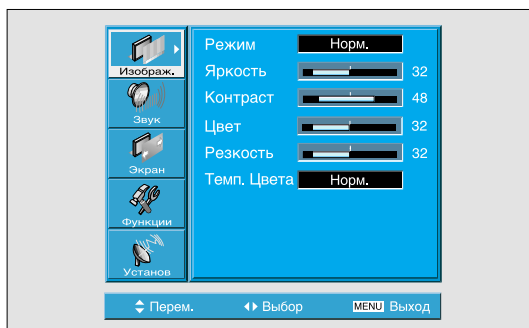 Изображ.
Звук
Экран
Функции
Установ
Режим Норм.
Яркость 32
Контраст 48
Цвет 32
Резкость 32
Темп. Цвета Норм.
Перем. Выбор MENU Выход